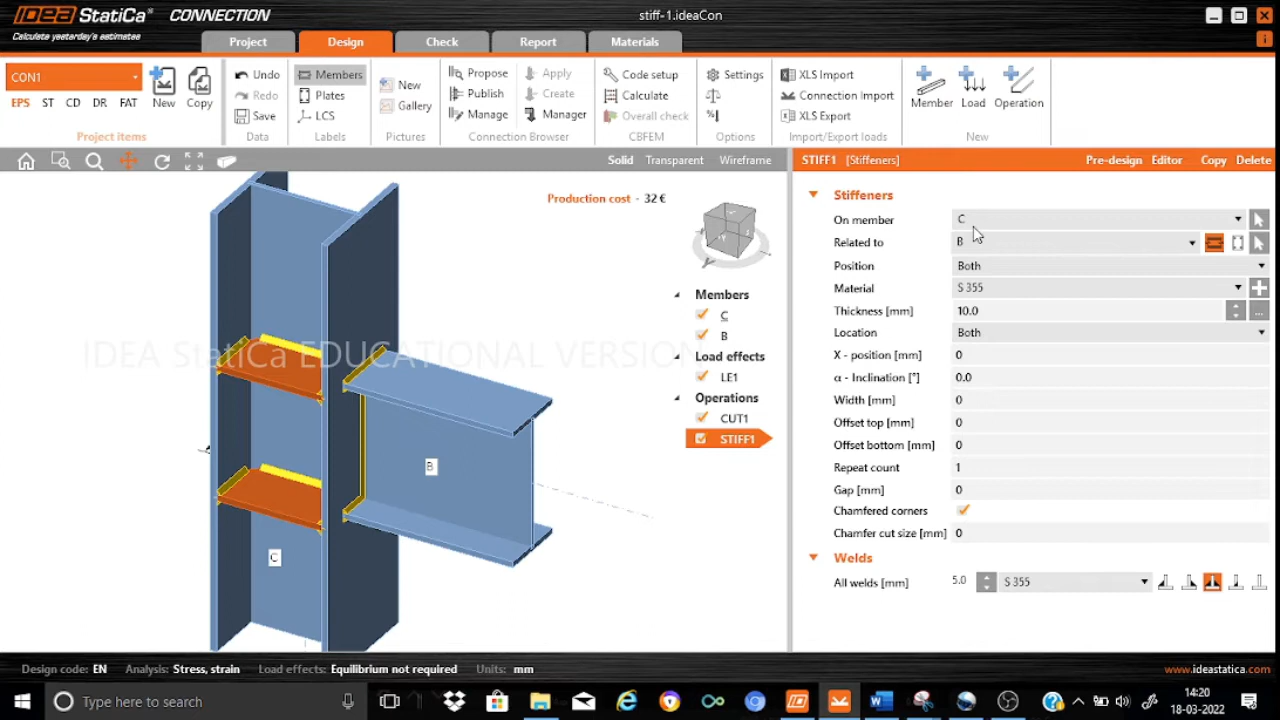 IDEA StatiCa® CONNECTION
Calculate yesterday's estimates
stiff-1.ideaCon
i
Project Design Check Report Materials
CON1
EPS ST CD DR FAT
New Copy
Undo
Redo
Save
Members
Plates
LCS
New
Gallery
Propose
Publish
Manage
Apply
Create
Manager
Code setup
Calculate
Overall check
Settings
XLS Import
Connection Import
XLS Export
Member Load Operation
Project items Data Labels Pictures Connection Browser CBFEM Options Import/Export loads New
Solid Transparent Wireframe
STIFF1 [Stiffeners] Pre-design Editor Copy Delete
Production cost - 32 €
IDEA StatiCa EDUCATIONAL VERSION
B
C
Members
C
B
Load effects
LE1
Operations
CUT1
STIFF1
Stiffeners
On member C
Related to B
Position Both
Material S 355
Thickness [mm] 10.0 ...
Location Both
X - position [mm] 0
α - Inclination [°] 0.0
Width [mm] 0
Offset top [mm] 0
Offset bottom [mm] 0
Repeat count 1
Gap [mm] 0
Chamfered corners
Chamfer cut size [mm] 0
Welds
All welds [mm] 5.0 S 355
Design code: EN Analysis: Stress, strain Load effects: Equilibrium not required Units: mm www.ideastatica.com
Type here to search
14:20
18-03-2022